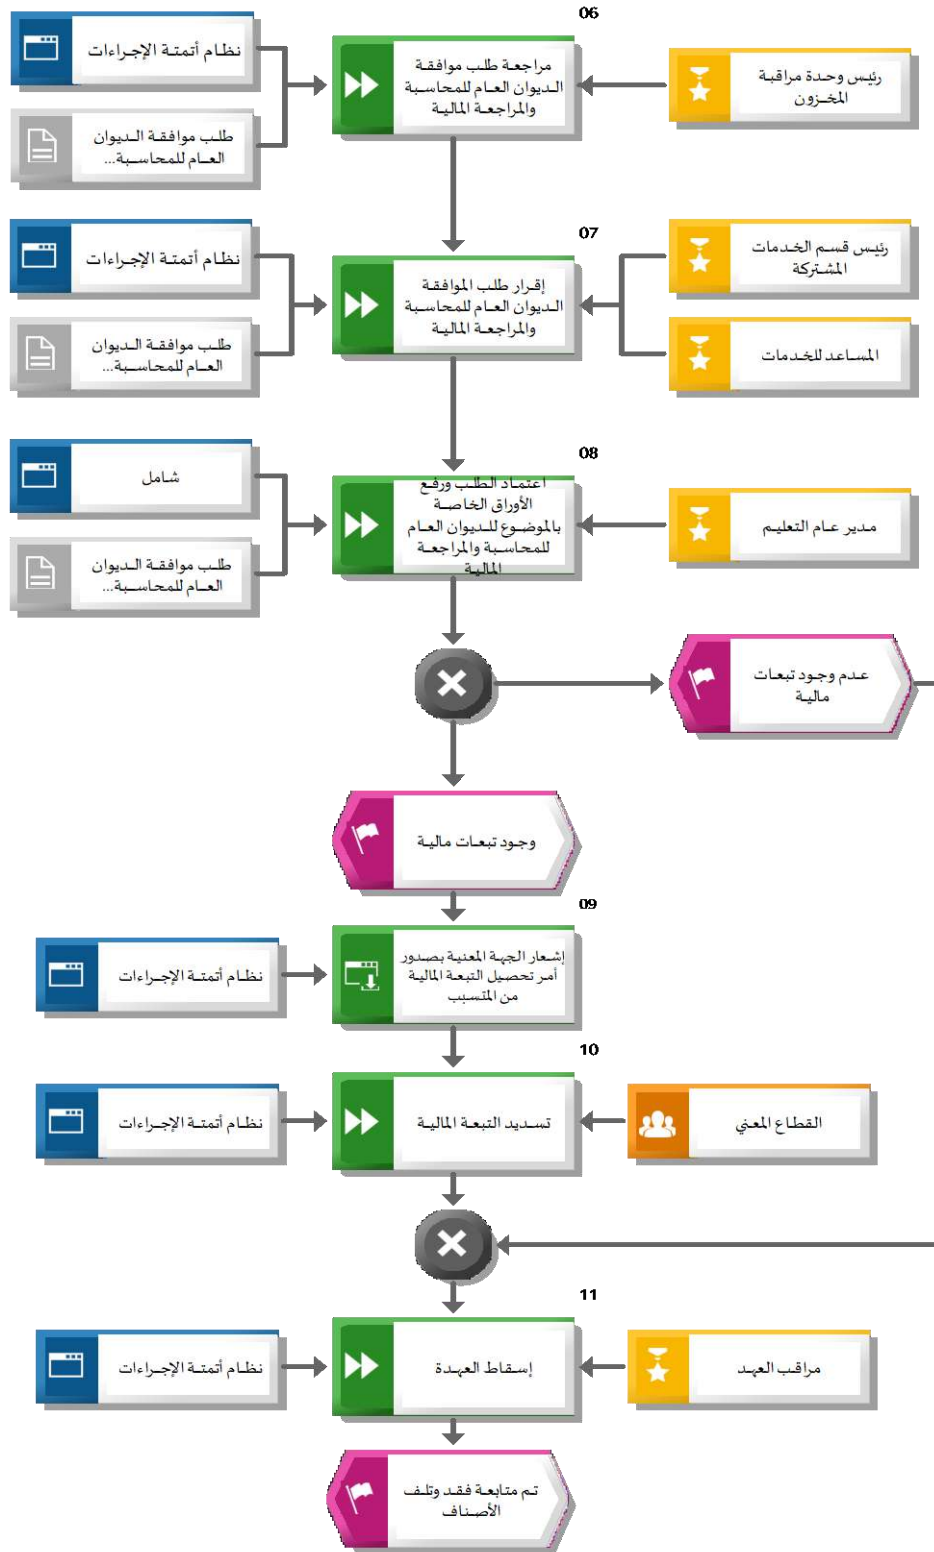 06
نظام أتمتة الإجراءات
مراجعة طلب موافقة
الديوان العام للمحاسبة
والمراجعة المالية
رئيس وحدة مراقبة
المخزون
طلب موافقة الديوان
العام للمحاسبة...
07
نظام أتمتة الإجراءات
إقرار طلب الموافقة
الديوان العام للمحاسبة
والمراجعة المالية
رئيس قسم الخدمات
المشتركة
طلب موافقة الديوان
العام للمحاسبة...
المساعد للخدمات
08
شامل
اعتماد الطلب ورفع
الأوراق الخاصة
بالموضوع للديوان العام
للمحاسبة والمراجعة
المالية
مدير عام التعليم
طلب موافقة الديوان
العام للمحاسبة...
عدم وجود تبعات
مالية
وجود تبعات مالية
09
إشعار الجهة المعنية بصدور
أمر تحصيل التبعة المالية
من المتسبب
نظام أتمتة الإجراءات
10
تسديد التبعة المالية
نظام أتمتة الإجراءات
القطاع المعني
11
إسقاط العهدة
نظام أتمتة الإجراءات
مراقب العهد
تم متابعة فقد وتلف
الأصناف